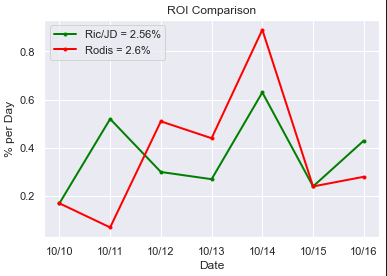 ROI Comparison
Ric/JD = 2.56%
Rodis = 2.6%
% per Day
0.8
0.6
0.4
0.2
10/10 10/11 10/12 10/13 10/14 10/15 10/16
Date